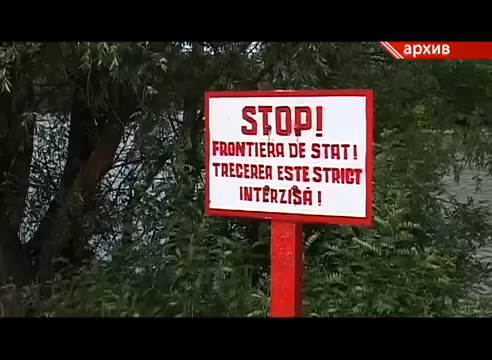 архив
STOP!
FRONTIERA DE STAT!
TRECEREA ESTE STRICT
INTERZISĂ!